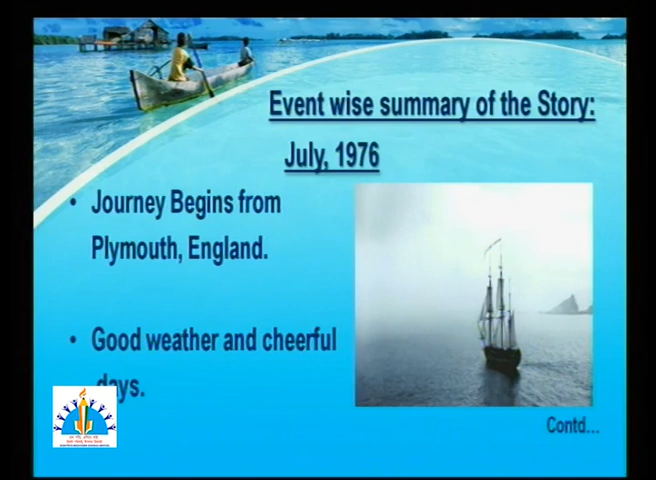 Event wise summary of the Story:
July, 1976
• Journey Begins from
Plymouth, England.
• Good weather and cheerful
days.
Contd...